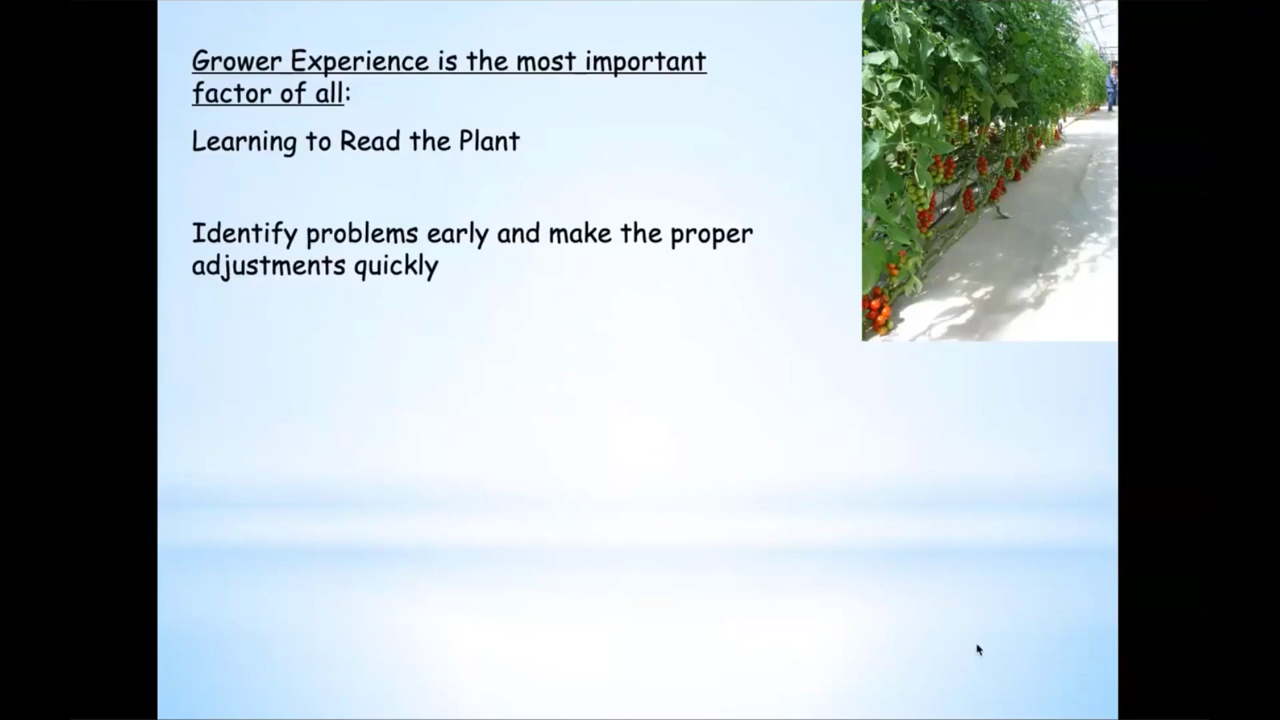 Grower Experience is the most important
factor of all:
Learning to Read the Plant
Identify problems early and make the proper
adjustments quickly